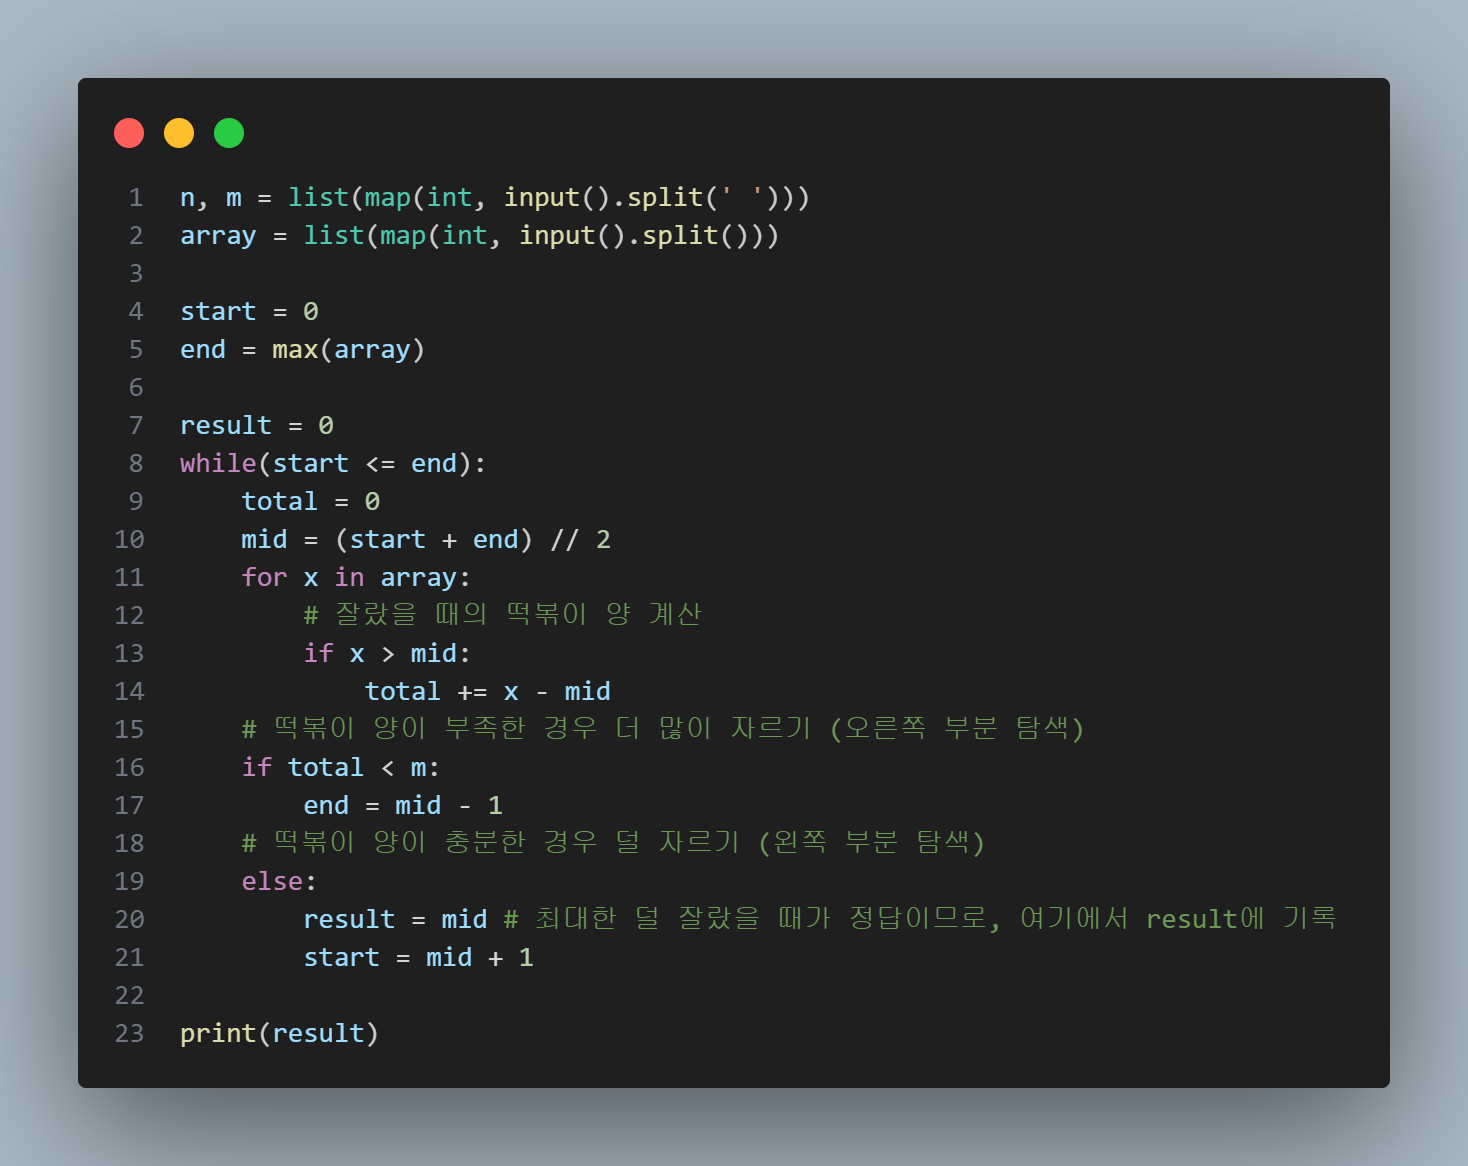 1 n, m = list(map(int, input().split(' ')))
2 array = list(map(int, input().split()))
3
4 start = 0
5 end = max(array)
6
7 result = 0
8 while(start <= end):
9     total = 0
10     mid = (start + end) // 2
11     for x in array:
12         # 잘랐을 때의 떡볶이 양 계산
13         if x > mid:
14             total += x - mid
15     # 떡볶이 양이 부족한 경우 더 많이 자르기 (오른쪽 부분 탐색)
16     if total < m:
17         end = mid - 1
18     # 떡볶이 양이 충분한 경우 덜 자르기 (왼쪽 부분 탐색)
19     else:
20         result = mid # 최대한 덜 잘랐을 때가 정답이므로, 여기에서 result에 기록
21         start = mid + 1
22
23 print(result)